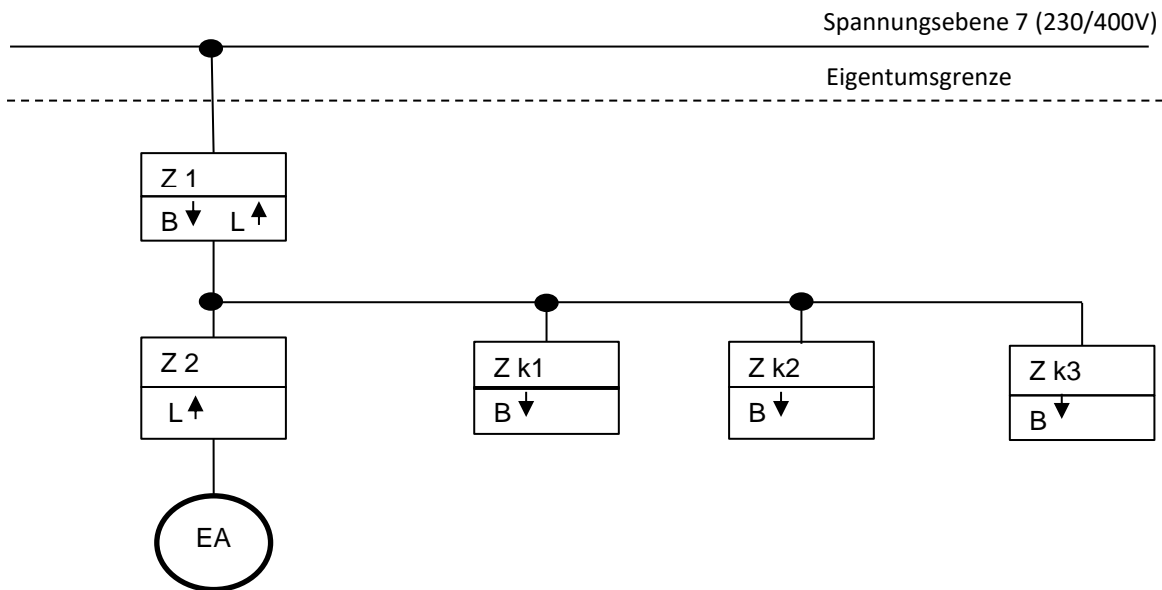 Spannungsebene 7 (230/400V)
Eigentumsgrenze
Z 1
B L
Z 2
L
Z k1
B
Z k2
B
Z k3
B
EA